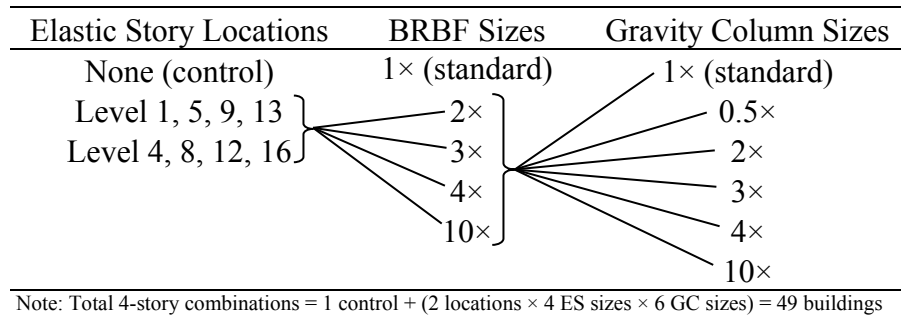 Elastic Story Locations BRBF Sizes Gravity Column Sizes
None (control) 1× (standard) 1× (standard)
Level 1, 5, 9, 13 2× 0.5×
Level 4, 8, 12, 16 3× 2×
4× 3×
10× 4×
10×
Note: Total 4-story combinations = 1 control + (2 locations × 4 ES sizes × 6 GC sizes) = 49 buildings